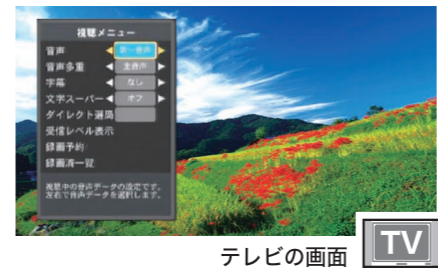 視聴メニュー
音声 第一音声
音声多重 主音声
字幕 なし
文字スーパー オフ
ダイレクト選局
受信レベル表示
録画予約
録画済一覧
視聴中の音声データの設定です。
左右で音声データを選択します。
テレビの画面
TV